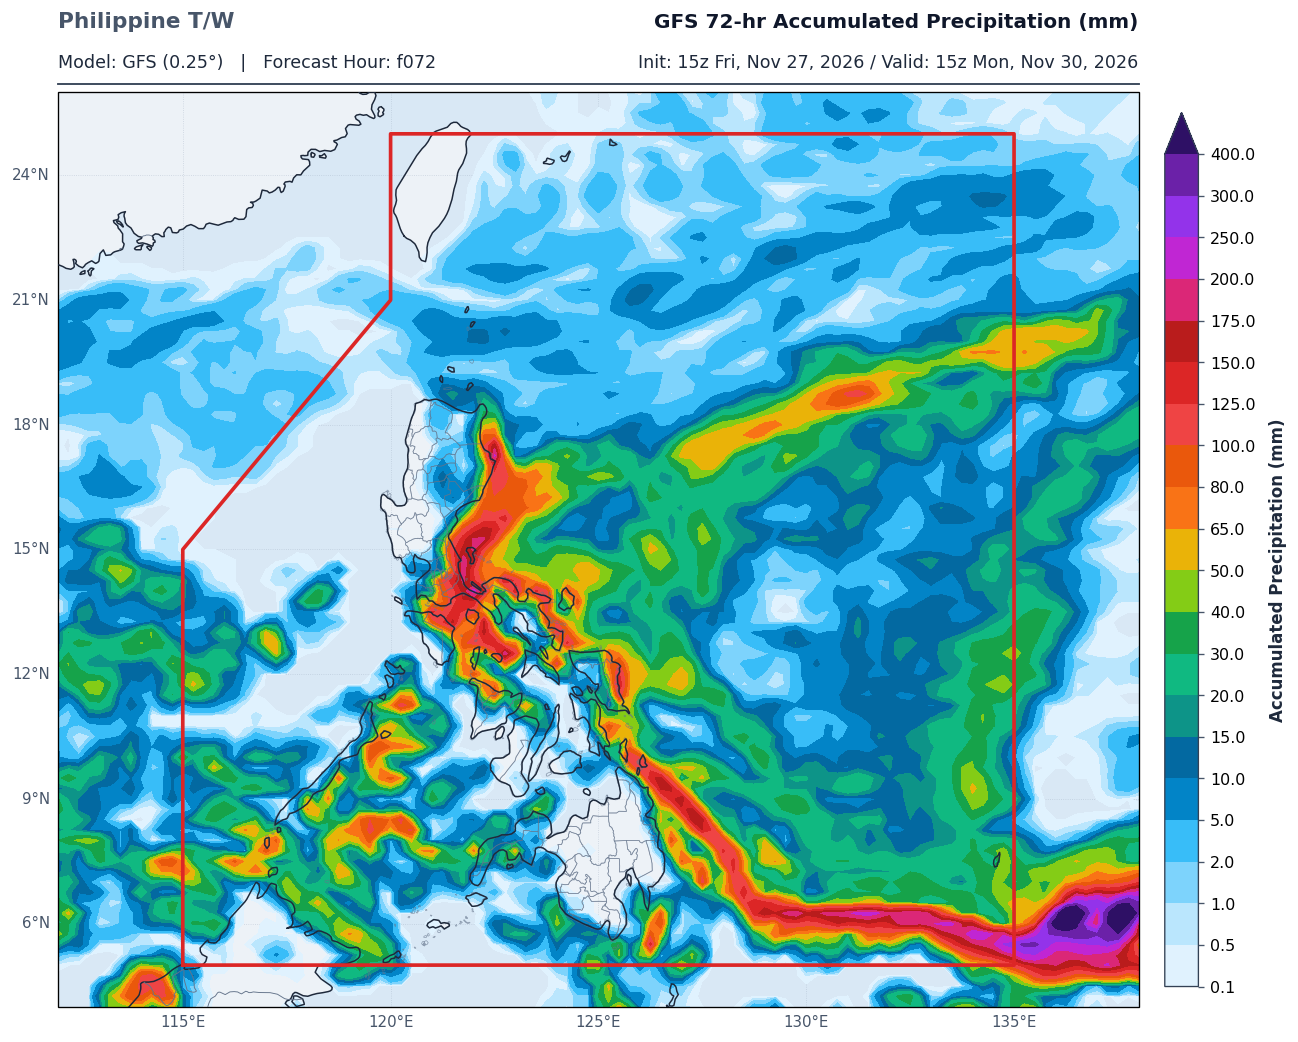 Philippine T/W
GFS 72-hr Accumulated Precipitation (mm)
Model: GFS (0.25°)   |   Forecast Hour: f072
Init: 15z Fri, Nov 27, 2026 / Valid: 15z Mon, Nov 30, 2026
24°N
21°N
18°N
15°N
12°N
9°N
6°N
115°E
120°E
125°E
130°E
135°E
400.0
300.0
250.0
200.0
175.0
150.0
125.0
100.0
80.0
65.0
50.0
40.0
30.0
20.0
15.0
10.0
5.0
2.0
1.0
0.5
0.1
Accumulated Precipitation (mm)